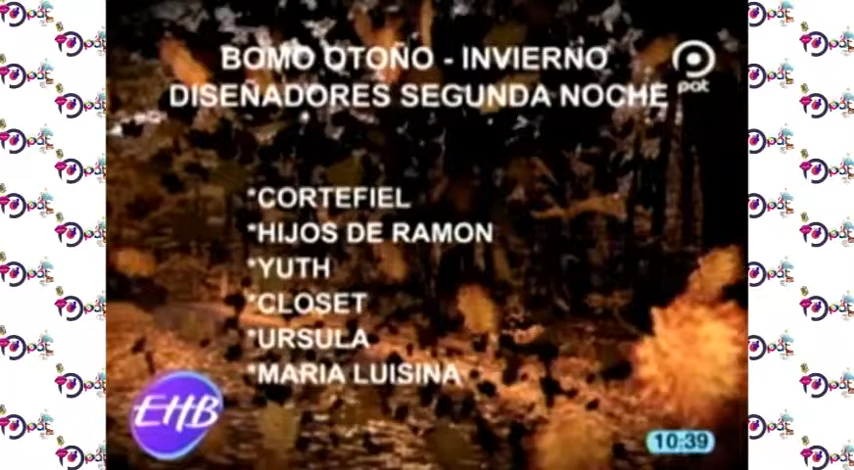 BOMO OTOÑO - INVIERNO
DISEÑADORES SEGUNDA NOCHE
pat
*CORTEFIEL
*HIJOS DE RAMON
*YUTH
*CLOSET
*URSULA
*MARIA LUISINA
EHB
10:39